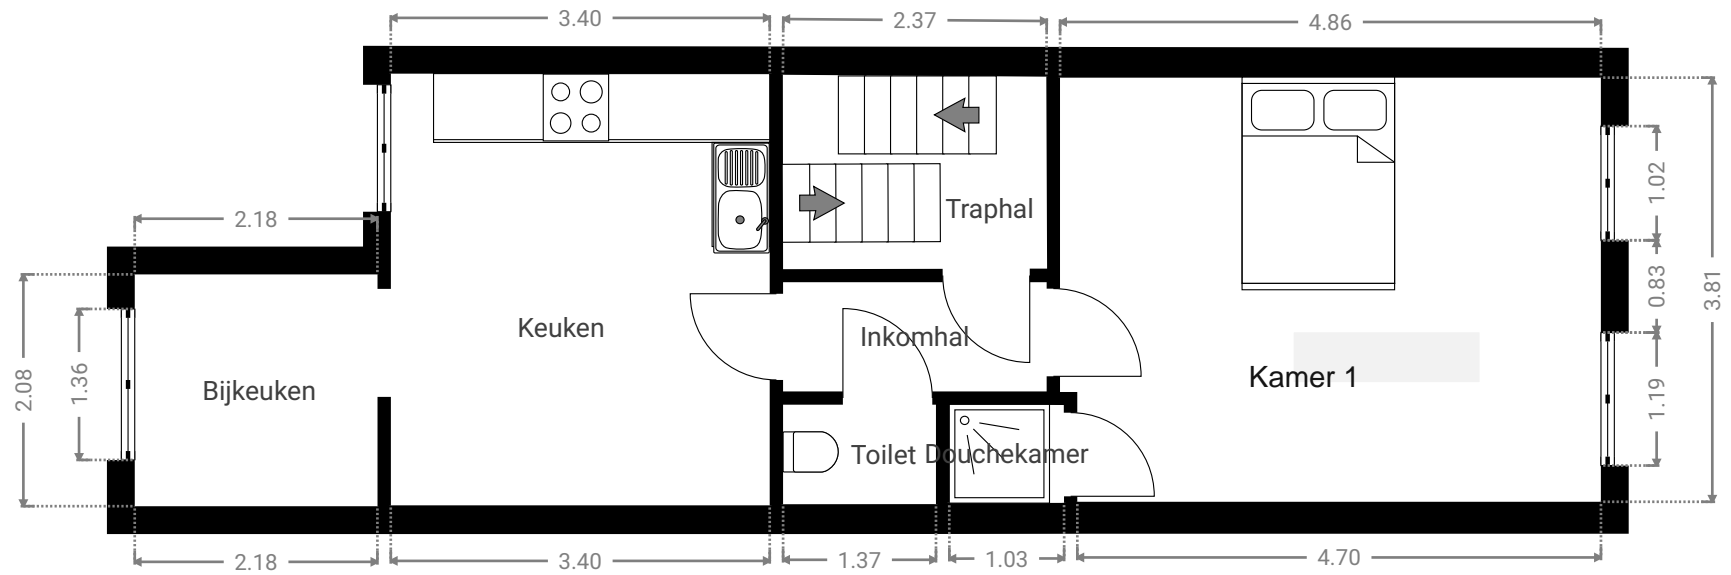 3.40
2.37
4.86
2.18
1.02
Traphal
0.83
3.81
Keuken
Inkomhal
2.08
1.36
Bijkeuken
Kamer 1
1.19
Toilet
Douchekamer
2.18
3.40
1.37
1.03
4.70